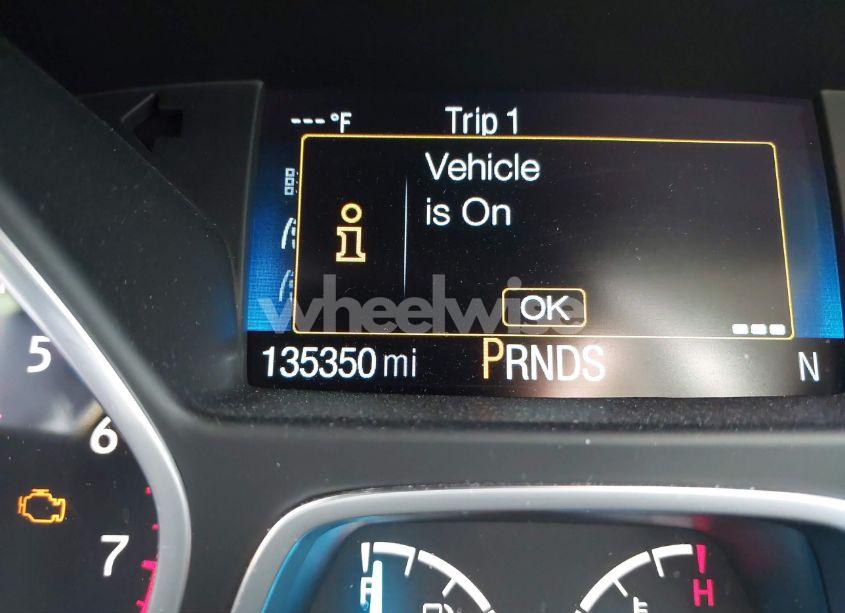 ---°F Trip 1
Vehicle
is On
i
wheelwise
OK
135350 mi PRNDS N
5
6
7
F H